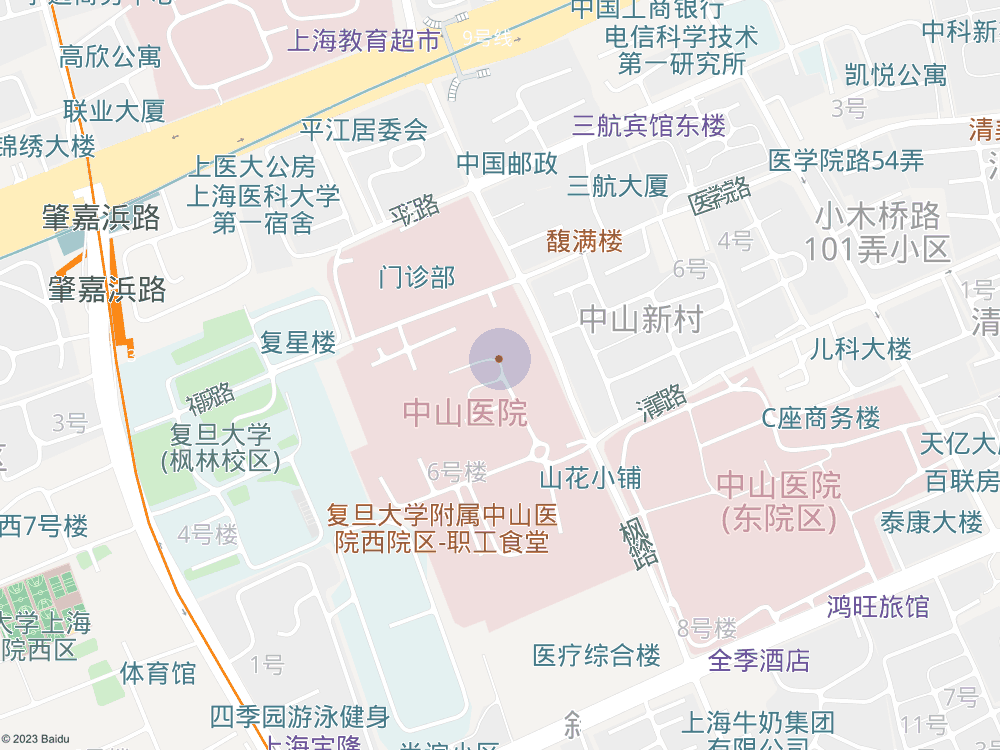 中国工商银行
上海教育超市
9号线
电信科学技术
第一研究所
中科新
高欣公寓
凯悦公寓
联业大厦
3号
锦绣大楼
平江居委会
三航宾馆东楼
上医大公房
中国邮政
医学院路54弄
上海医科大学
第一宿舍
三航大厦
医学院路
肇嘉浜路
平江路
小木桥路
101弄小区
馥满楼
4号
6号
门诊部
肇嘉浜路
1号
中山新村
复星楼
儿科大楼
福禄路
清真路
3号
中山医院
C座商务楼
复旦大学
(枫林校区)
天亿大
6号楼
山花小铺
中山医院
(东院区)
百联房
西7号楼
4号楼
复旦大学附属中山医
院西院区-职工食堂
枫林路
泰康大楼
大学上海
院西区
鸿旺旅馆
8号楼
医疗综合楼
全季酒店
1号
体育馆
7号
四季园游泳健身
上海牛奶集团
有限公司
11号
© 2023 Baidu